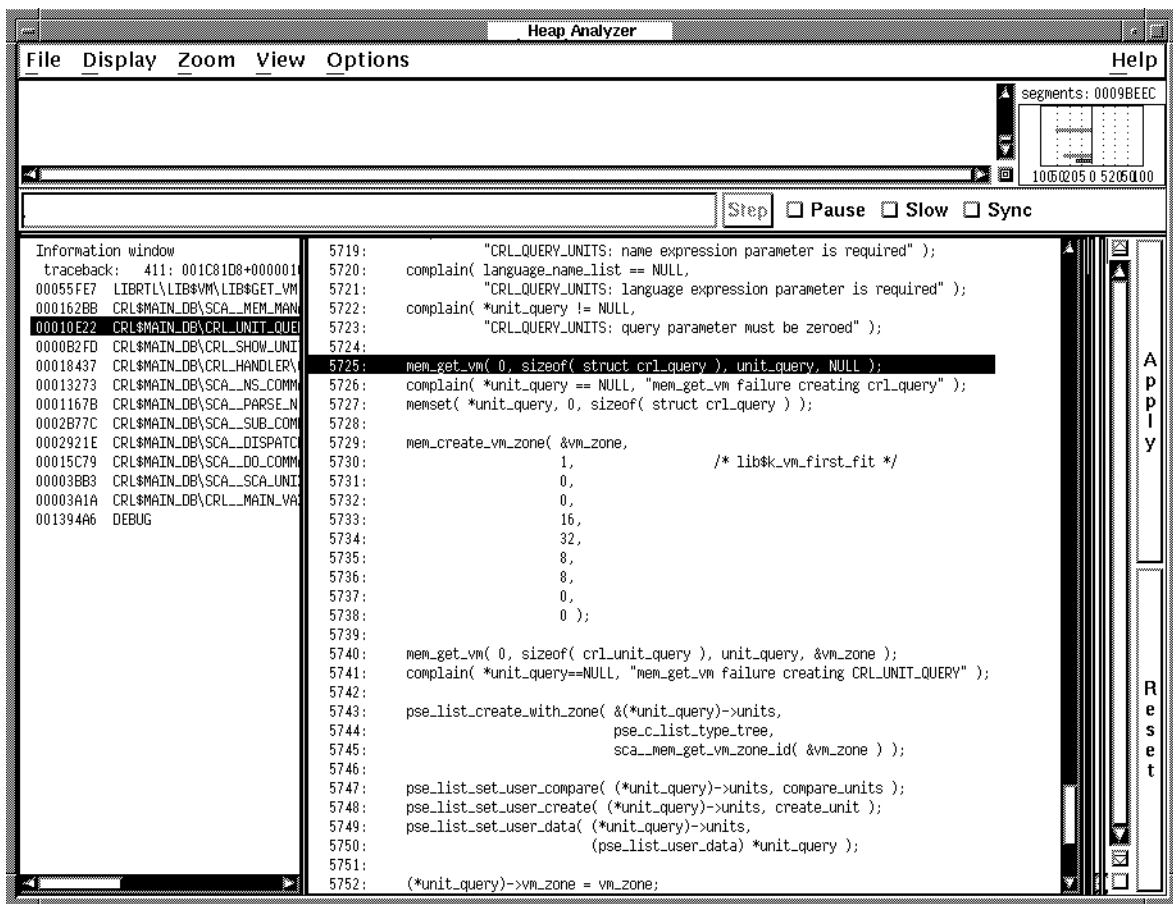 Heap Analyzer
File Display Zoom View Options Help
segments: 0009BEEC
Step Pause Slow Sync
Information window
traceback: 411: 001C81D8+000001
00055FE7 LIBRTL\LIB$VM\LIB$GET_VM
000162BB CRL$MAIN_DB\SCA__MEM_MAN
00010E22 CRL$MAIN_DB\CRL_UNIT_QUE
0000B2FD CRL$MAIN_DB\CRL_SHOW_UNI
00018437 CRL$MAIN_DB\CRL_HANDLER\
00013273 CRL$MAIN_DB\SCA__NS_COMM
0001167B CRL$MAIN_DB\SCA__PARSE_N
0002B77C CRL$MAIN_DB\SCA__SUB_COM
0002921E CRL$MAIN_DB\SCA__DISPATC
00015C79 CRL$MAIN_DB\SCA__DO_COMM
00003BB3 CRL$MAIN_DB\SCA__SCA_UNI
00003A1A CRL$MAIN_DB\CRL__MAIN_VA
001394A6 DEBUG
5719: "CRL_QUERY_UNITS: name expression parameter is required" );
5720: complain( language_name_list == NULL,
5721: "CRL_QUERY_UNITS: language expression parameter is required" );
5722: complain( *unit_query != NULL,
5723: "CRL_QUERY_UNITS: query parameter must be zeroed" );
5724:
5725: mem_get_vm( 0, sizeof( struct crl_query ), unit_query, NULL );
5726: complain( *unit_query == NULL, "mem_get_vm failure creating crl_query" );
5727: memset( *unit_query, 0, sizeof( struct crl_query ) );
5728:
5729: mem_create_vm_zone( &vm_zone,
5730: 1, /* lib$k_vm_first_fit */
5731: 0,
5732: 0,
5733: 16,
5734: 32,
5735: 8,
5736: 8,
5737: 0,
5738: 0 );
5739:
5740: mem_get_vm( 0, sizeof( crl_unit_query ), unit_query, &vm_zone );
5741: complain( *unit_query==NULL, "mem_get_vm failure creating CRL_UNIT_QUERY" );
5742:
5743: pse_list_create_with_zone( &(*unit_query)->units,
5744: pse_c_list_type_tree,
5745: sca__mem_get_vm_zone_id( &vm_zone ) );
5746:
5747: pse_list_set_user_compare( (*unit_query)->units, compare_units );
5748: pse_list_set_user_create( (*unit_query)->units, create_unit );
5749: pse_list_set_user_data( (*unit_query)->units,
5750: (pse_list_user_data) *unit_query );
5751:
5752: (*unit_query)->vm_zone = vm_zone;
Apply
Reset